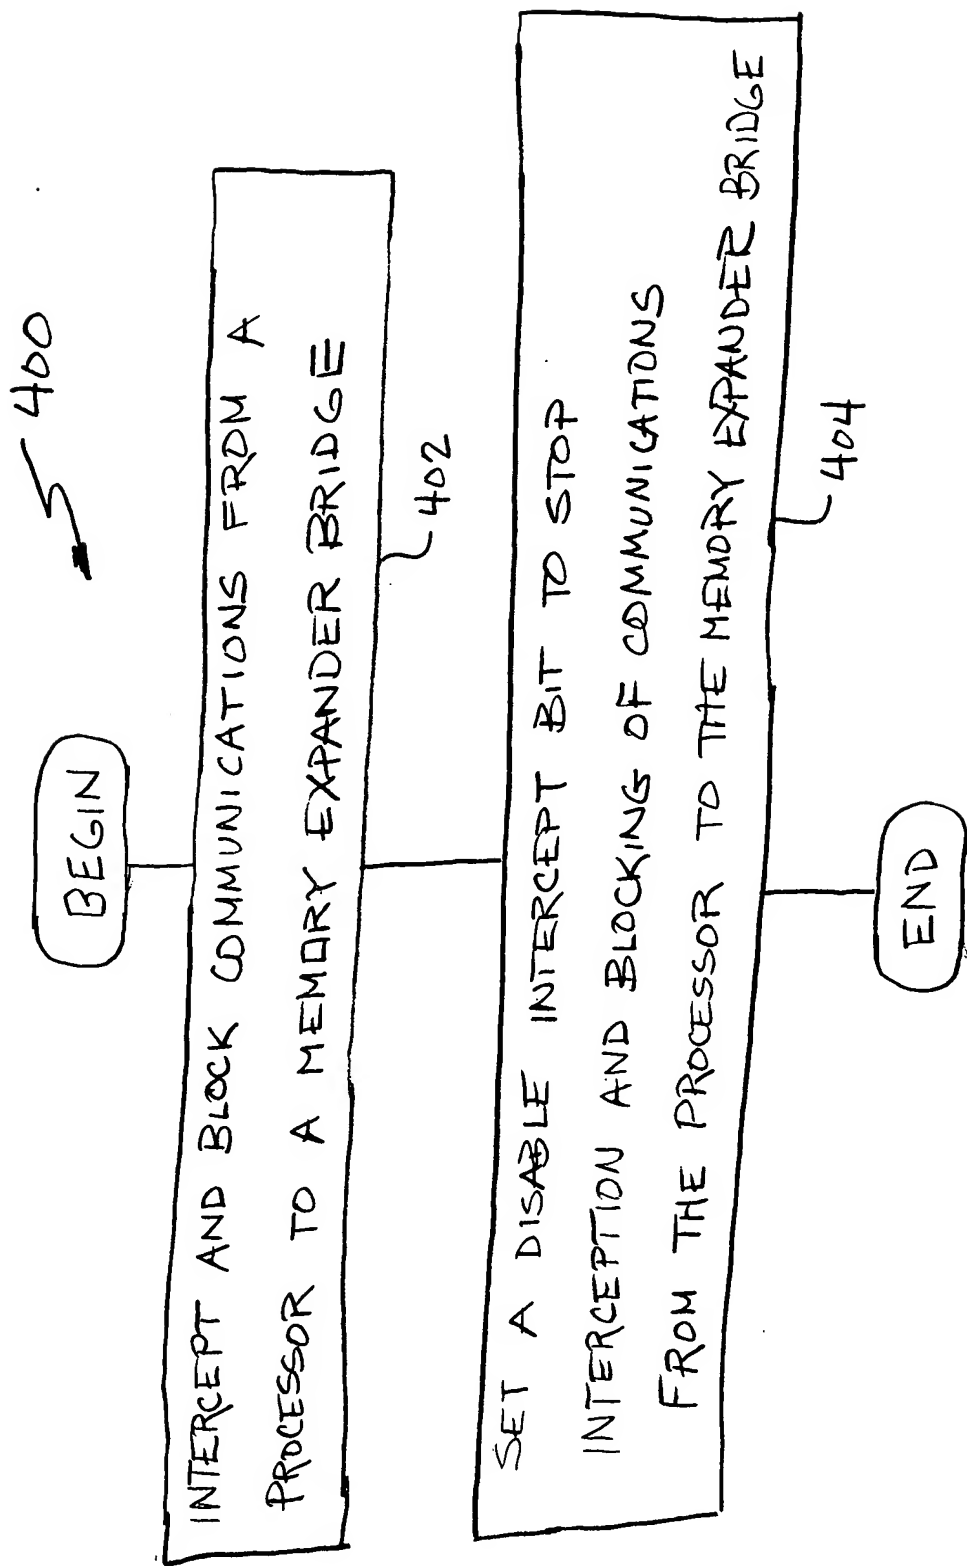 400
BEGIN
INTERCEPT AND BLOCK COMMUNICATIONS FROM A
PROCESSOR TO A MEMORY EXPANDER BRIDGE
402
SET A DISABLE INTERCEPT BIT TO STOP
INTERCEPTION AND BLOCKING OF COMMUNICATIONS
FROM THE PROCESSOR TO THE MEMORY EXPANDER BRIDGE
404
END